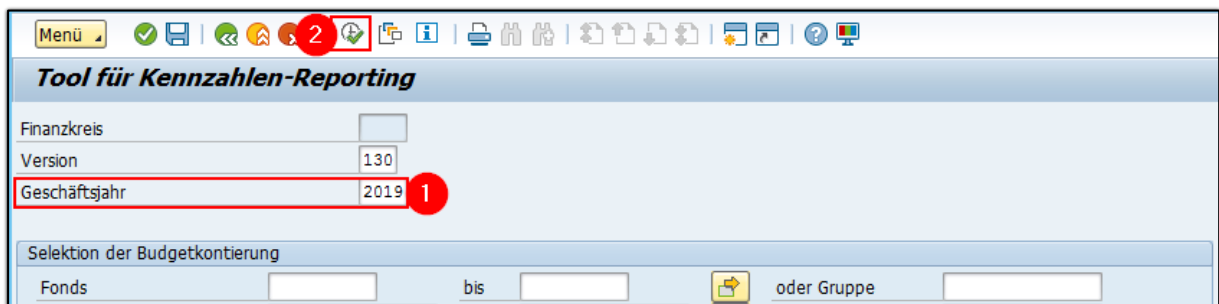 Menü 2
Tool für Kennzahlen-Reporting
Finanzkreis
Version 130
Geschäftsjahr 2019 1
Selektion der Budgetkontierung
Fonds bis oder Gruppe